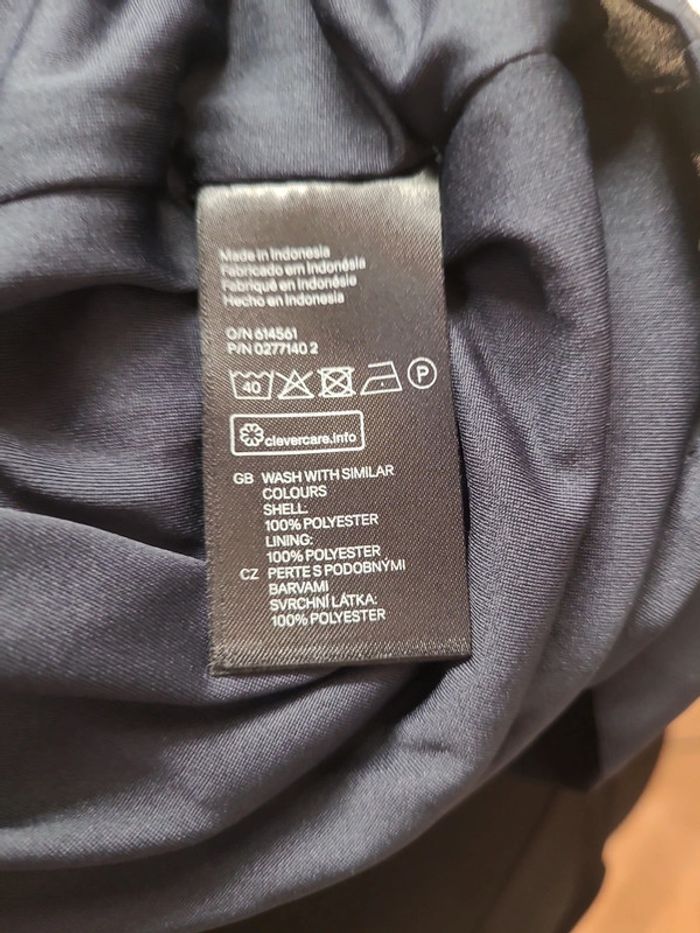 Made in Indonesia
Fabricado em Indonésia
Fabriqué en Indonésie
Hecho en Indonesia
O/N 614561
P/N 0277140 2
40 P
clevercare.info
GB WASH WITH SIMILAR
COLOURS
SHELL:
100% POLYESTER
LINING:
100% POLYESTER
CZ PERTE S PODOBNÝMI
BARVAMI
SVRCHNÍ LÁTKA:
100% POLYESTER